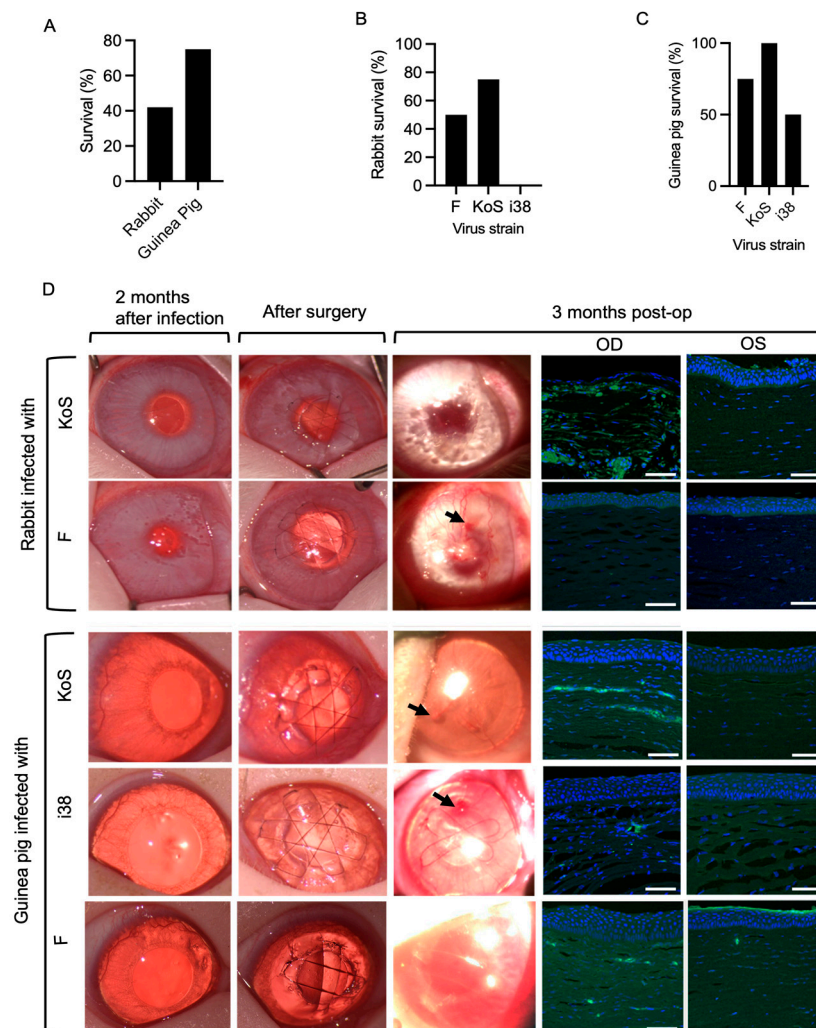 A
Survival (%)
80
60
40
20
0
Rabbit
Guinea Pig
B
Rabbit survival (%)
100
80
60
40
20
0
F KoS i38
Virus strain
C
Guinea pig survival (%)
100
50
0
F
KoS
i38
Virus strain
D
2 months
after infection
After surgery
3 months post-op
OD
OS
Rabbit infected with
KoS
F
Guinea pig infected with
KoS
i38
F